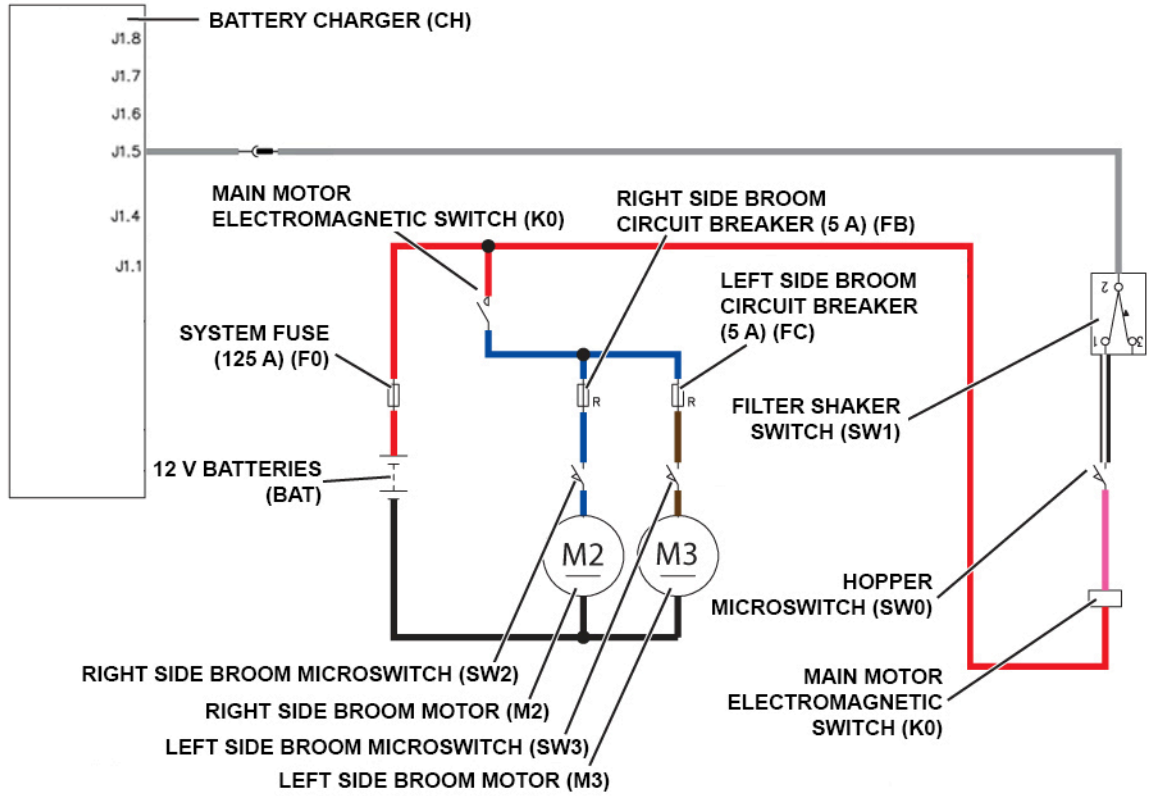 BATTERY CHARGER (CH)
J1.8
J1.7
J1.6
J1.5
J1.4
J1.1
MAIN MOTOR
ELECTROMAGNETIC SWITCH (K0)
RIGHT SIDE BROOM
CIRCUIT BREAKER (5 A) (FB)
LEFT SIDE BROOM
CIRCUIT BREAKER
(5 A) (FC)
SYSTEM FUSE
(125 A) (F0)
R
R
2
1
3
FILTER SHAKER
SWITCH (SW1)
12 V BATTERIES
(BAT)
M2
M3
HOPPER
MICROSWITCH (SW0)
RIGHT SIDE BROOM MICROSWITCH (SW2)
RIGHT SIDE BROOM MOTOR (M2)
LEFT SIDE BROOM MICROSWITCH (SW3)
LEFT SIDE BROOM MOTOR (M3)
MAIN MOTOR
ELECTROMAGNETIC
SWITCH (K0)